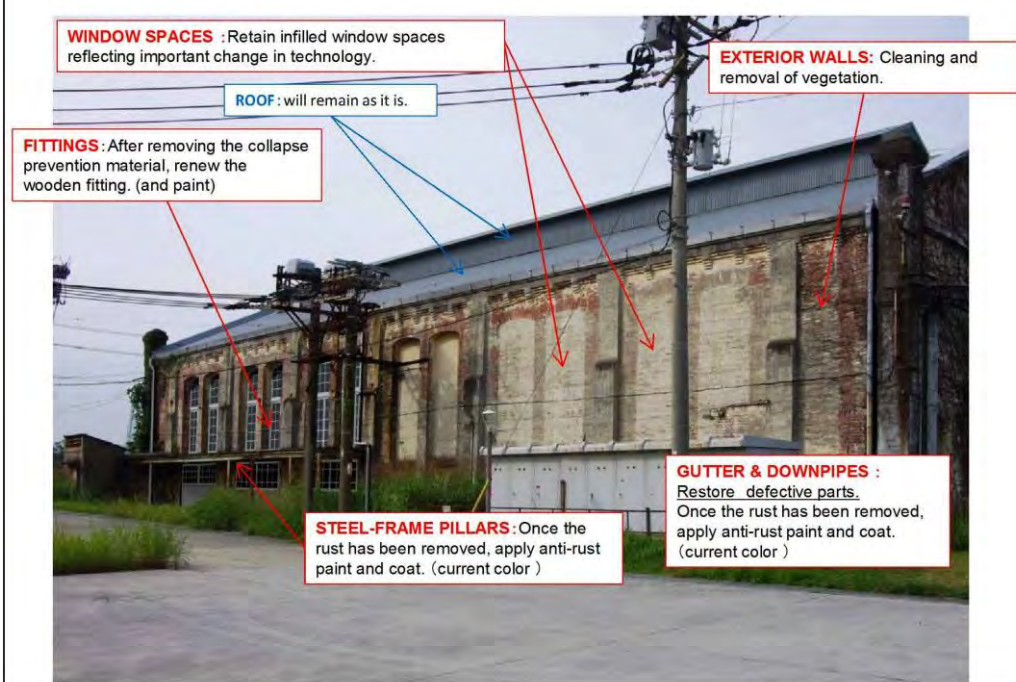 WINDOW SPACES :Retain infilled window spaces
reflecting important change in technology.
EXTERIOR WALLS: Cleaning and
removal of vegetation.
ROOF: will remain as it is.
FITTINGS:After removing the collapse
prevention material, renew the
wooden fitting. (and paint)
GUTTER & DOWNPIPES :
Restore defective parts.
Once the rust has been removed,
apply anti-rust paint and coat.
(current color )
STEEL-FRAME PILLARS:Once the
rust has been removed, apply anti-rust
paint and coat. (current color )